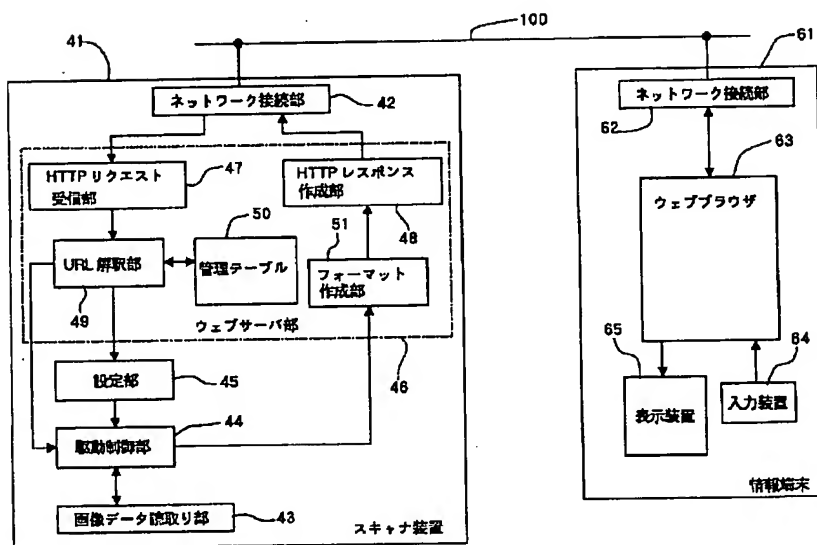 100
41
61
ネットワーク接続部
42
ネットワーク接続部
62
63
HTTPリクエスト
受信部
47
HTTPレスポンス
作成部
48
ウェブブラウザ
50
51
URL解釈部
管理テーブル
フォーマット
作成部
49
ウェブサーバ部
46
65
64
設定部
45
表示装置
入力装置
44
駆動制御部
画像データ読取り部
43
スキャナ装置
情報端末